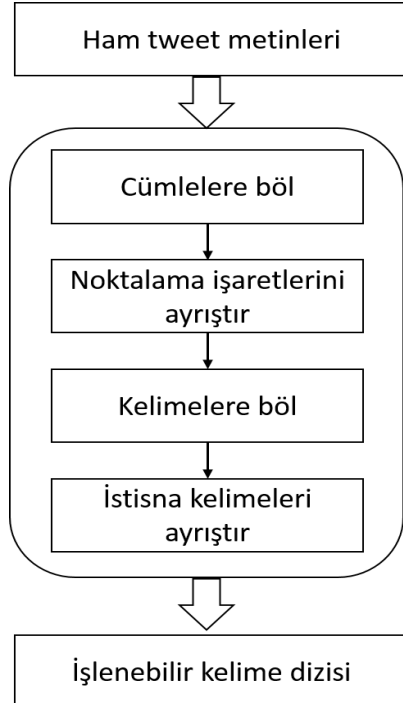 Ham tweet metinleri
Cümlelere böl
Noktalama işaretlerini
ayrıştır
Kelimelere böl
İstisna kelimeleri
ayrıştır
İşlenebilir kelime dizisi